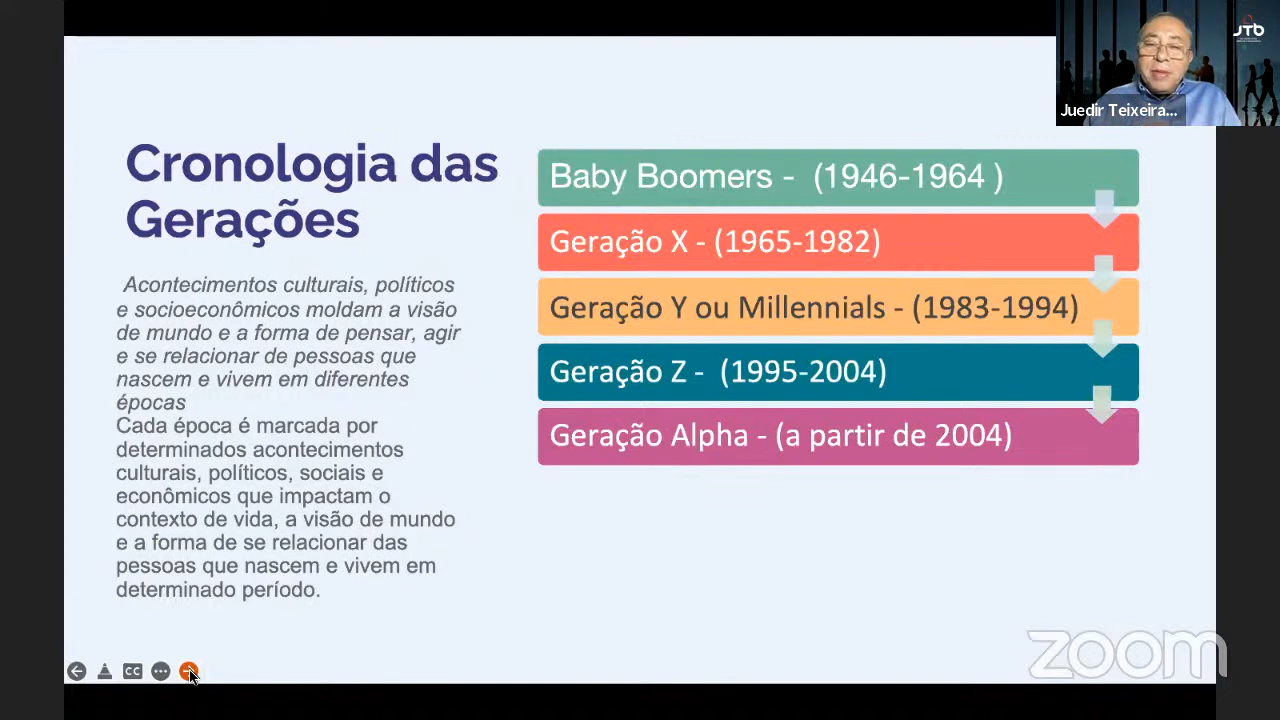 JTb
Juedir Teixeira...
Cronologia das
Gerações
Acontecimentos culturais, políticos
e socioeconômicos moldam a visão
de mundo e a forma de pensar, agir
e se relacionar de pessoas que
nascem e vivem em diferentes
épocas
Cada época é marcada por
determinados acontecimentos
culturais, políticos, sociais e
econômicos que impactam o
contexto de vida, a visão de mundo
e a forma de se relacionar das
pessoas que nascem e vivem em
determinado período.
Baby Boomers - (1946-1964 )
Geração X - (1965-1982)
Geração Y ou Millennials - (1983-1994)
Geração Z - (1995-2004)
Geração Alpha - (a partir de 2004)
CC
zoom